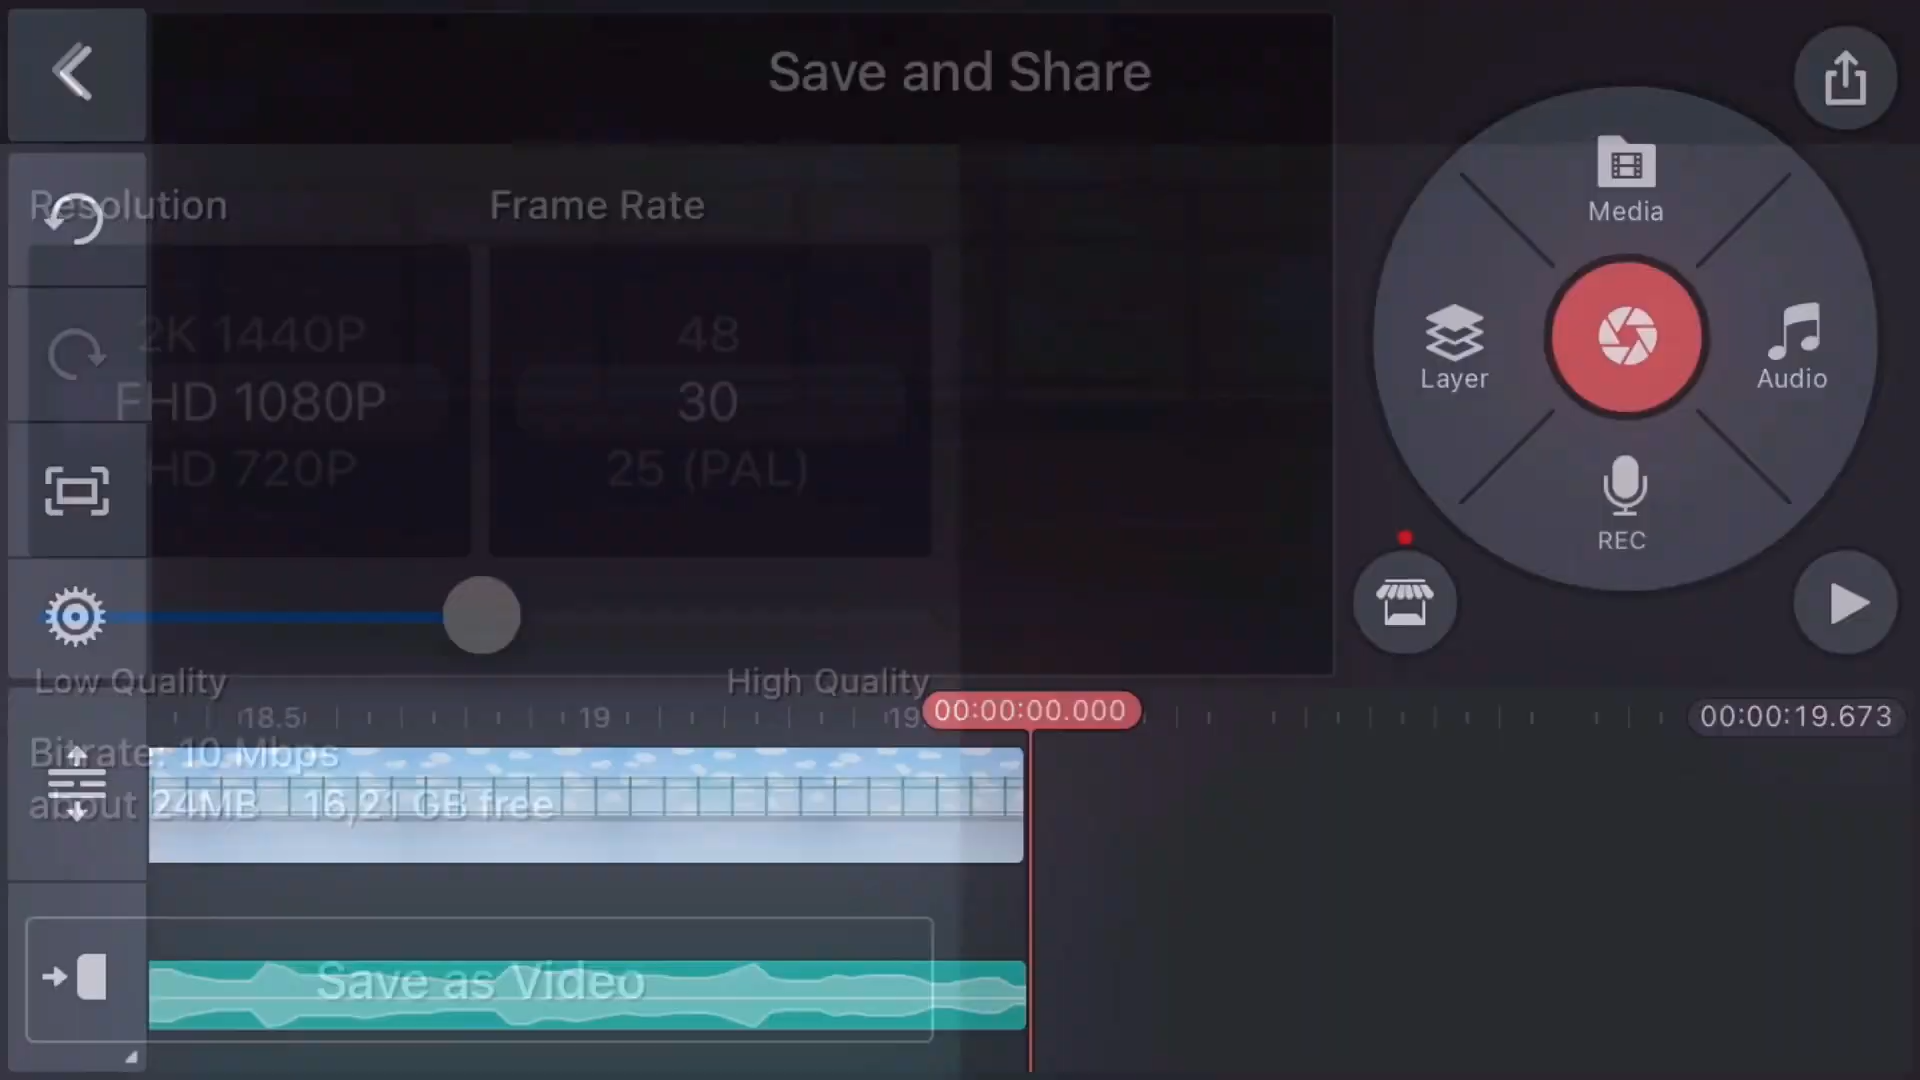 Save and Share
Media
Resolution
Frame Rate
2K 1440P
48
FHD 1080P
30
Layer
Audio
HD 720P
25 (PAL)
REC
Low Quality
High Quality
18.5
19
19
00:00:00.000
00:00:19.673
Bitrate: 10 Mbps
about 24MB - 16,21 GB free
Save as Video